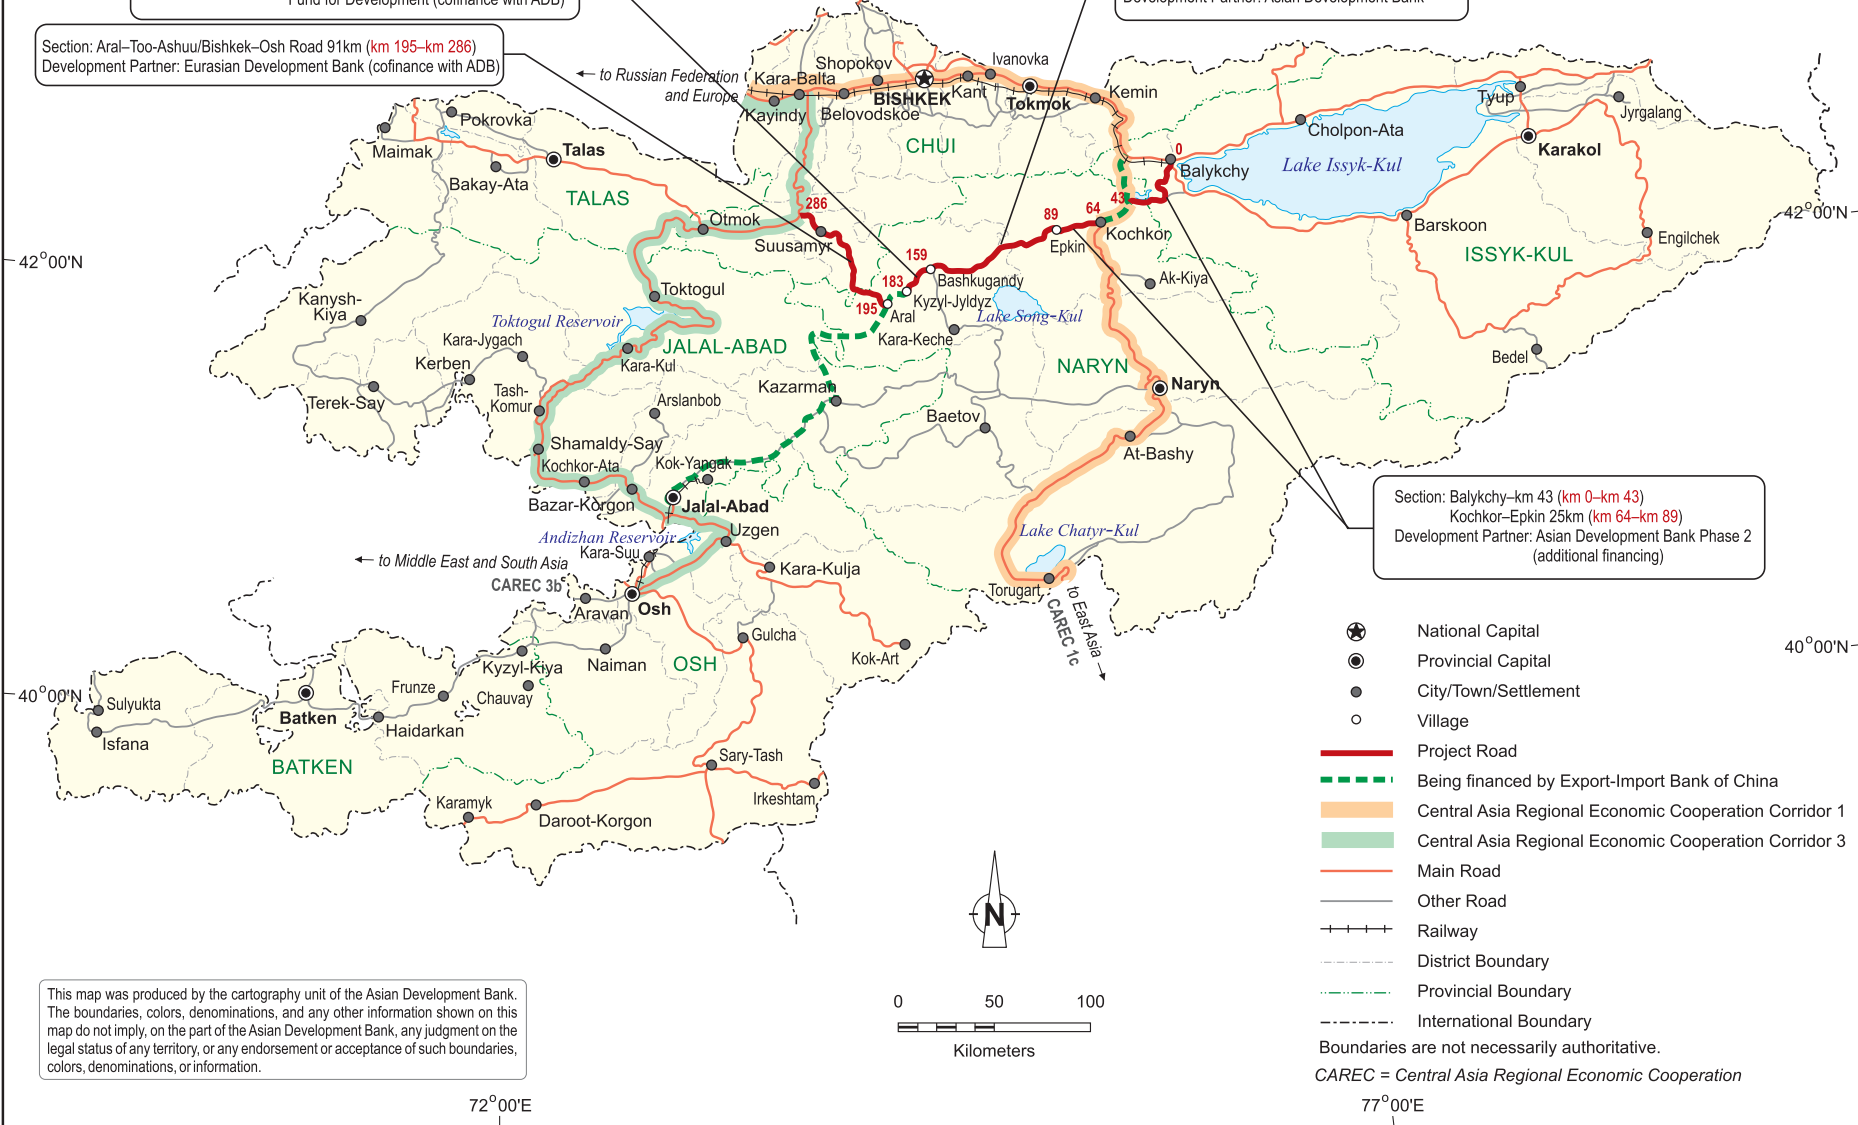 Fund for Development (cofinance with ADB)
Development Partner: Asian Development Bank
Section: Aral–Too-Ashuu/Bishkek–Osh Road 91km (km 195–km 286)
Development Partner: Eurasian Development Bank (cofinance with ADB)
to Russian Federation
and Europe
Shopokov
Ivanovka
Kara-Balta
BISHKEK
Kant
Tokmok
Kemin
Kayindy
Belovodskoe
CHUI
Tyup
Jyrgalang
Cholpon-Ata
Karakol
Lake Issyk-Kul
0
Balykchy
Pokrovka
Maimak
Talas
Bakay-Ata
TALAS
Otmok
286
Suusamyr
43
64
89
Kochkor
Epkin
Barskoon
Engilchek
ISSYK-KUL
42°00'N
42°00'N
159
183
195
Bashkugandy
Kyzyl-Jyldyz
Aral
Ak-Kiya
Lake Song-Kul
Kara-Keche
Kanysh-
Kiya
Toktogul
Toktogul Reservoir
Kara-Jygach
JALAL-ABAD
Kerben
Kara-Kul
NARYN
Bedel
Naryn
Terek-Say
Tash-
Komur
Arslanbob
Kazarman
Baetov
At-Bashy
Shamaldy-Say
Kochkor-Ata
Kok-Yangak
Bazar-Korgon
Jalal-Abad
Uzgen
Andizhan Reservoir
Kara-Suu
Lake Chatyr-Kul
Torugart
to East Asia
CAREC 1c
to Middle East and South Asia
CAREC 3b
Kara-Kulja
Aravan
Osh
Gulcha
Kok-Art
Naiman
OSH
Kyzyl-Kiya
Chauvay
Frunze
Haidarkan
Batken
Sulyukta
Isfana
BATKEN
40°00'N
40°00'N
Sary-Tash
Irkeshtam
Karamyk
Daroot-Korgon
Section: Balykchy–km 43 (km 0–km 43)
Kochkor–Epkin 25km (km 64–km 89)
Development Partner: Asian Development Bank Phase 2
(additional financing)
National Capital
Provincial Capital
City/Town/Settlement
Village
Project Road
Being financed by Export-Import Bank of China
Central Asia Regional Economic Cooperation Corridor 1
Central Asia Regional Economic Cooperation Corridor 3
Main Road
Other Road
Railway
District Boundary
Provincial Boundary
International Boundary
Boundaries are not necessarily authoritative.
CAREC = Central Asia Regional Economic Cooperation
N
0 50 100
Kilometers
This map was produced by the cartography unit of the Asian Development Bank.
The boundaries, colors, denominations, and any other information shown on this
map do not imply, on the part of the Asian Development Bank, any judgment on the
legal status of any territory, or any endorsement or acceptance of such boundaries,
colors, denominations, or information.
72°00'E
77°00'E